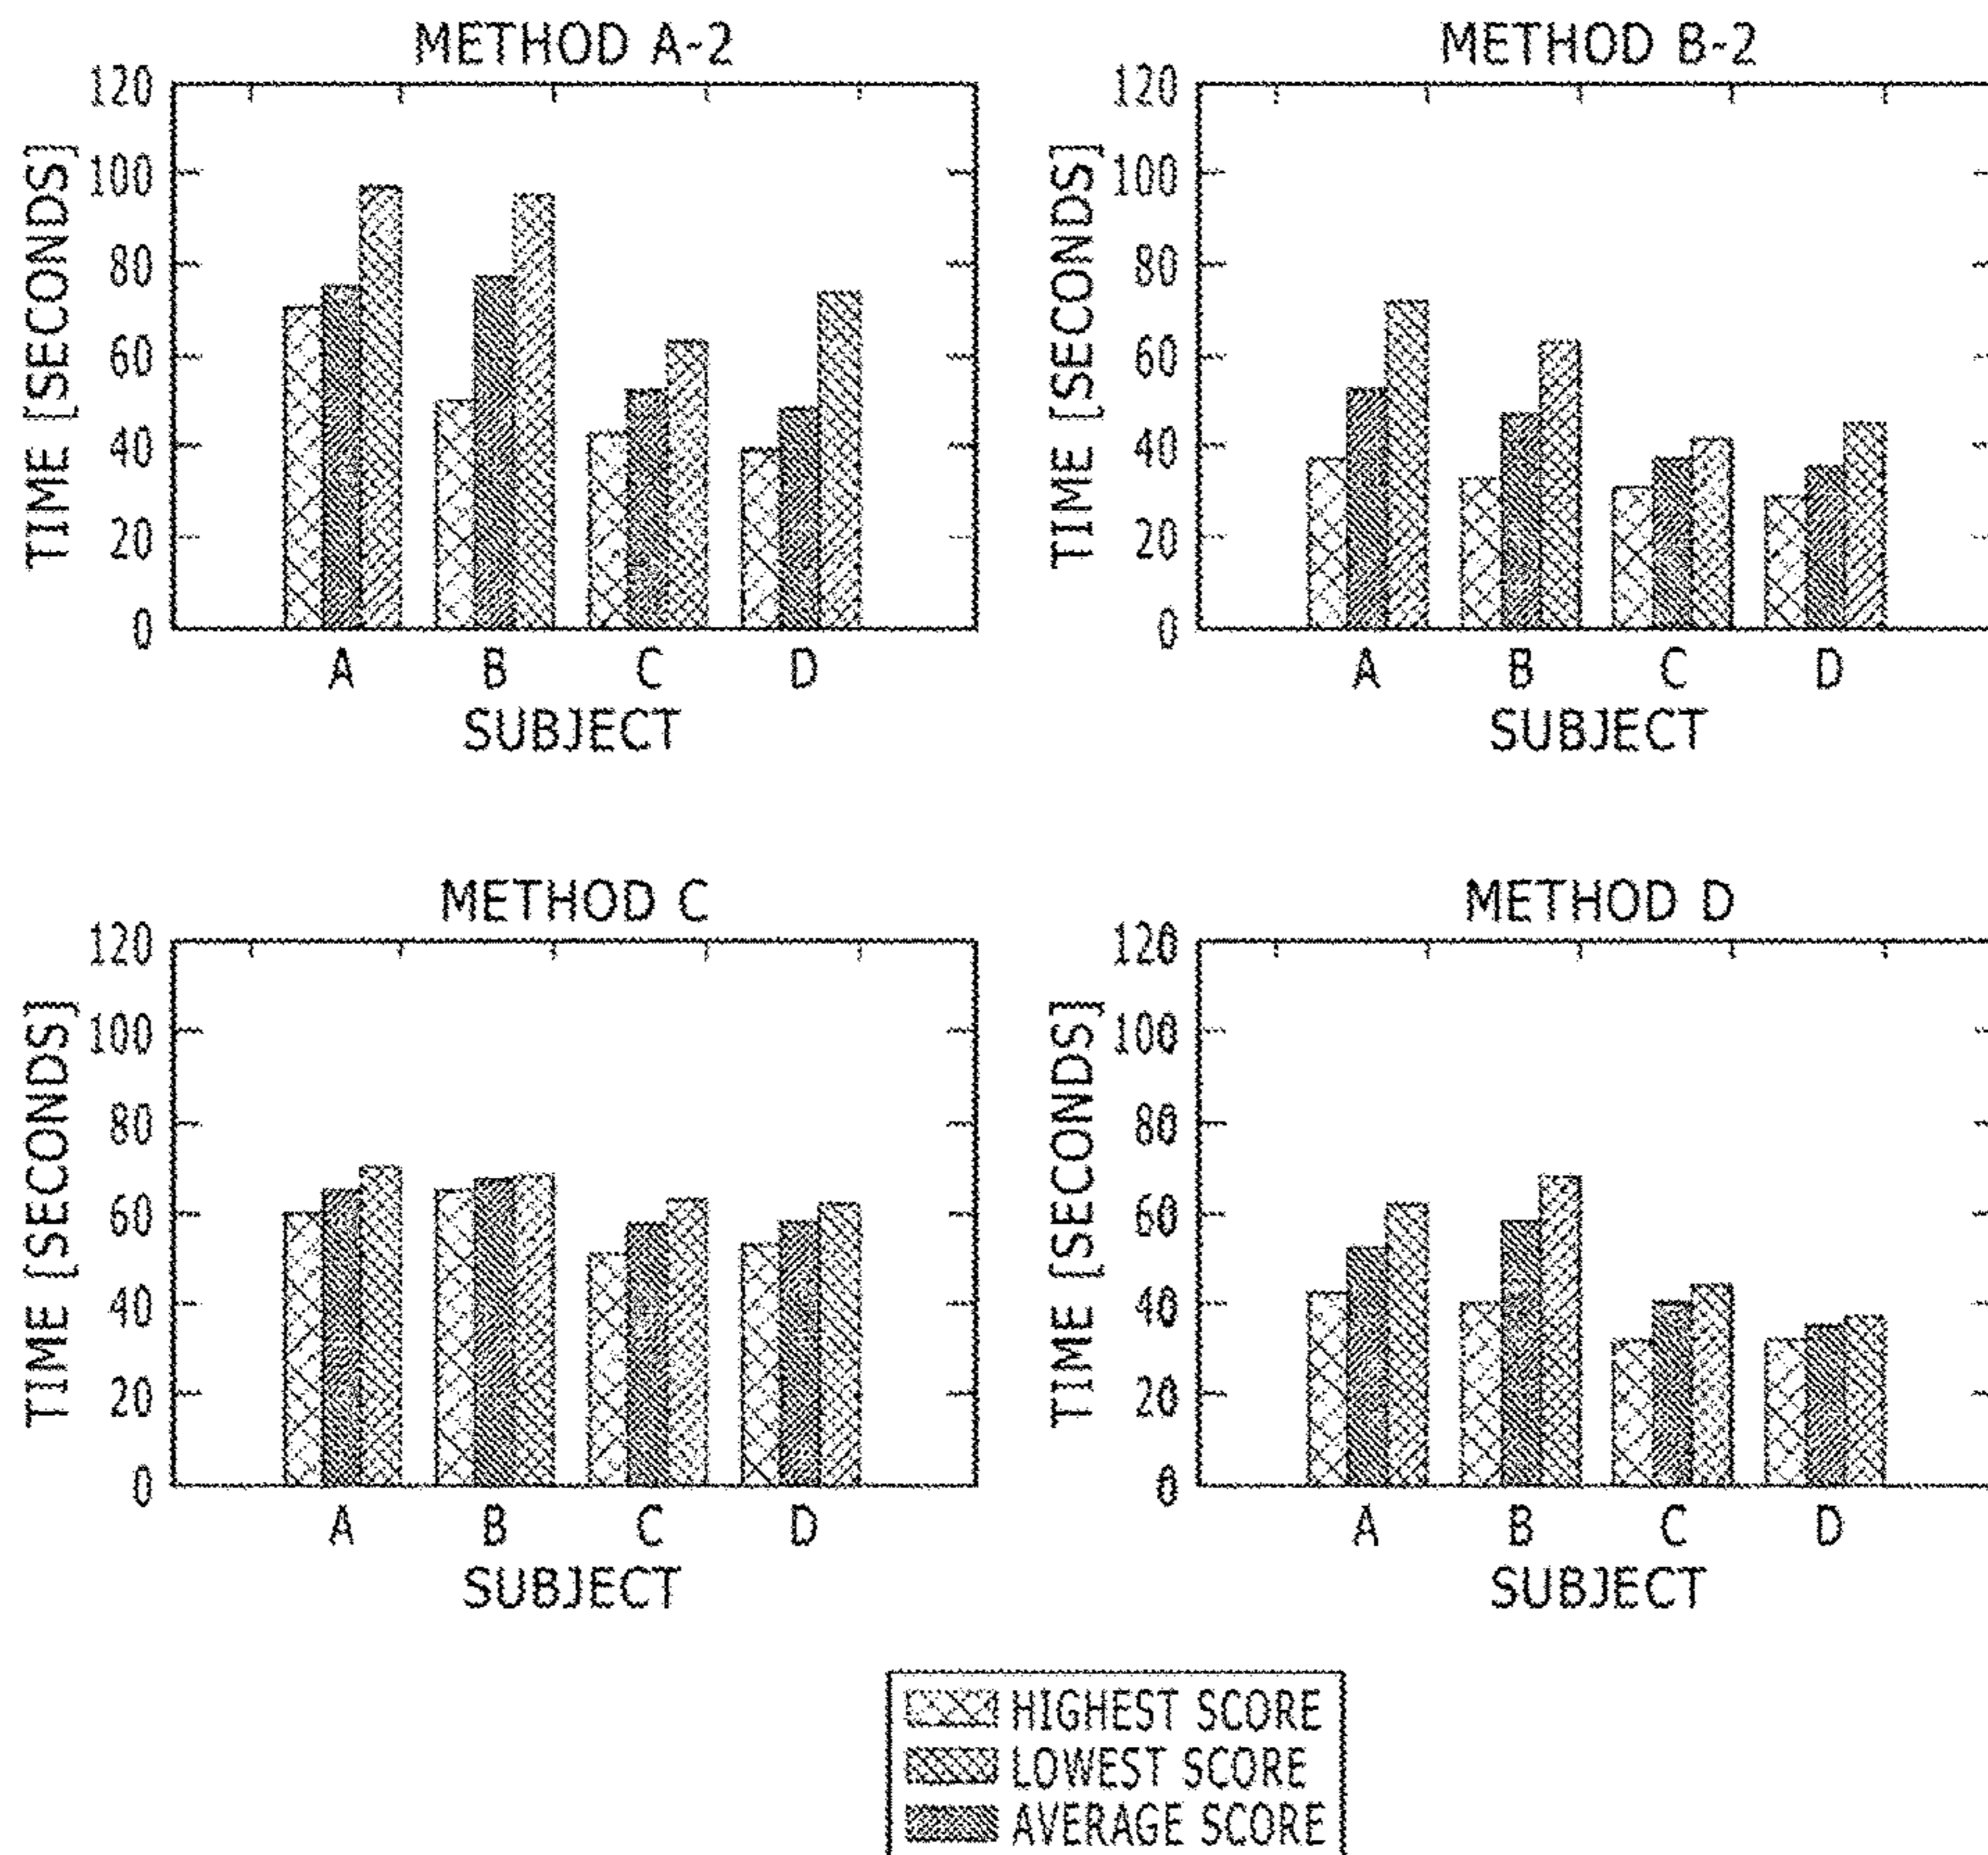 METHOD A-2
120
100
80
60
40
20
0
TIME [SECONDS]
A B C D
SUBJECT
METHOD B-2
120
100
80
60
40
20
0
TIME [SECONDS]
A B C D
SUBJECT
METHOD C
120
100
80
60
40
20
0
TIME [SECONDS]
A B C D
SUBJECT
METHOD D
120
100
80
60
40
20
0
TIME [SECONDS]
A B C D
SUBJECT
HIGHEST SCORE
LOWEST SCORE
AVERAGE SCORE